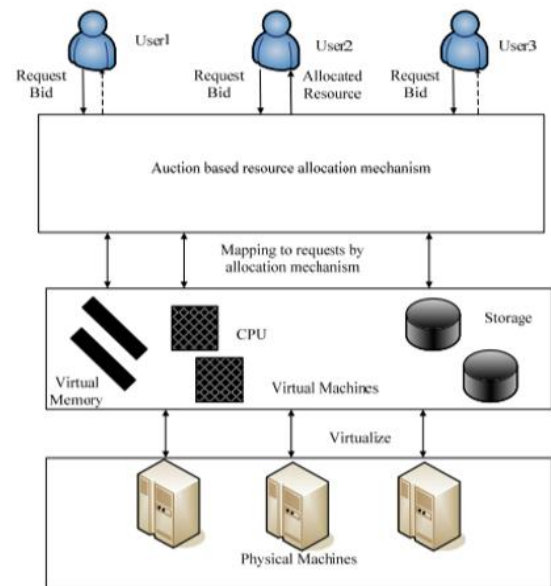 User1
User2
User3
Request
Bid
Request
Bid
Allocated
Resource
Request
Bid
Auction based resource allocation mechanism
Mapping to requests by
allocation mechanism
CPU
Storage
Virtual
Memory
Virtual Machines
Virtualize
Physical Machines